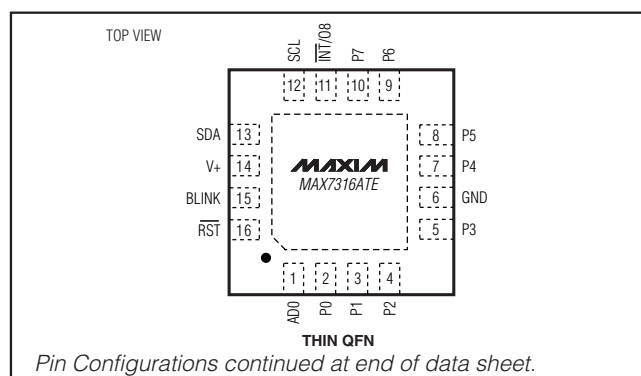 TOP VIEW
SCL
INT/O8
P7
P6
12 11 10 9
SDA 13
V+ 14
BLINK 15
RST 16
MAXIM
MAX7316ATE
8 P5
7 P4
6 GND
5 P3
1 2 3 4
AD0
P0
P1
P2
THIN QFN
Pin Configurations continued at end of data sheet.